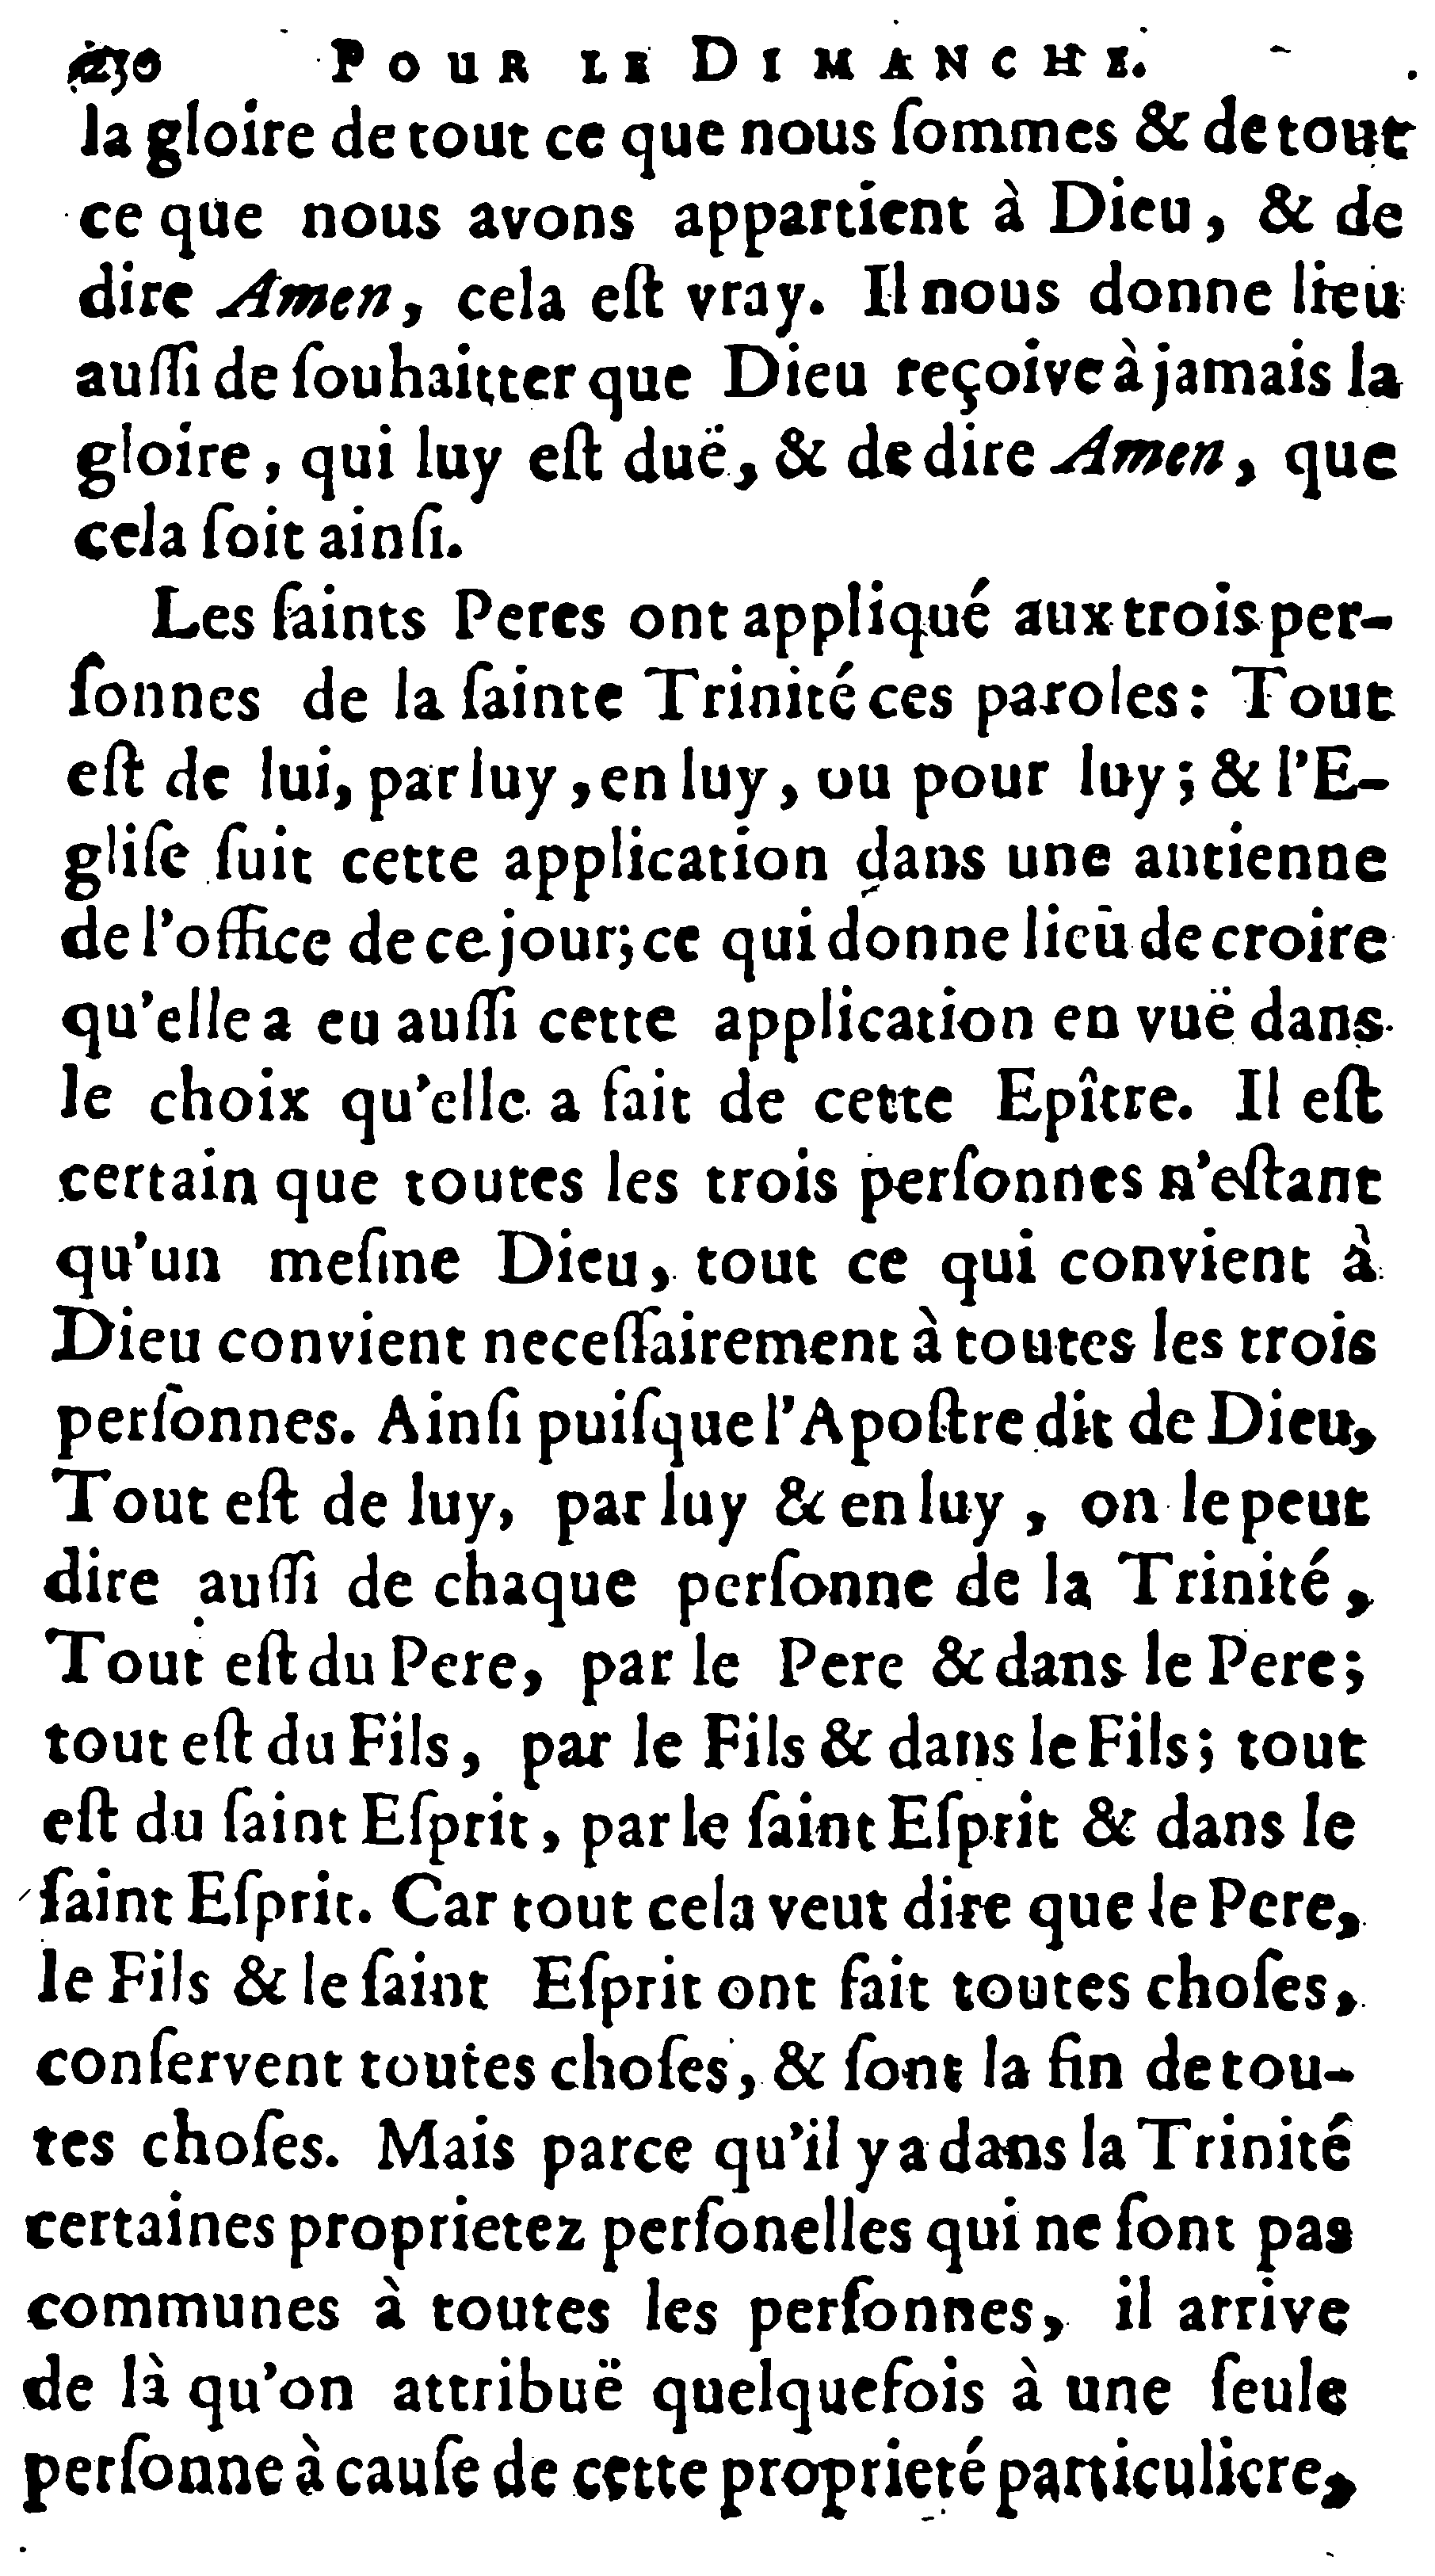 230 POUR LE DIMANCHE.
la gloire de tout ce que nous ſommes & de tout
ce que nous avons appartient à Dieu, & de
dire Amen, cela eſt vray. Il nous donne lieu
auſſi de ſouhaitter que Dieu reçoive à jamais la
gloire, qui luy eſt duë, & de dire Amen, que
cela ſoit ainſi.
Les ſaints Peres ont appliqué aux trois per-
ſonnes de la ſainte Trinité ces paroles: Tout
eſt de lui, par luy, en luy, ou pour luy; & l'E-
gliſe ſuit cette application dans une antienne
de l'office de ce jour; ce qui donne lieu de croire
qu'elle a eu auſſi cette application en vuë dans
le choix qu'elle a fait de cette Epître. Il eſt
certain que toutes les trois perſonnes n'eſtant
qu'un meſme Dieu, tout ce qui convient à
Dieu convient neceſſairement à toutes les trois
perſonnes. Ainſi puiſque l'Apoſtre dit de Dieu,
Tout eſt de luy, par luy & en luy, on le peut
dire auſſi de chaque perſonne de la Trinité,
Tout eſt du Pere, par le Pere & dans le Pere;
tout eſt du Fils, par le Fils & dans le Fils; tout
eſt du ſaint Eſprit, par le ſaint Eſprit & dans le
ſaint Eſprit. Car tout cela veut dire que le Pere,
le Fils & le ſaint Eſprit ont fait toutes choſes,
conſervent toutes choſes, & ſont la fin de tou-
tes choſes. Mais parce qu'il y a dans la Trinité
certaines proprietez perſonelles qui ne ſont pas
communes à toutes les perſonnes, il arrive
de là qu'on attribuë quelquefois à une ſeule
perſonne à cauſe de cette proprieté particuliere,